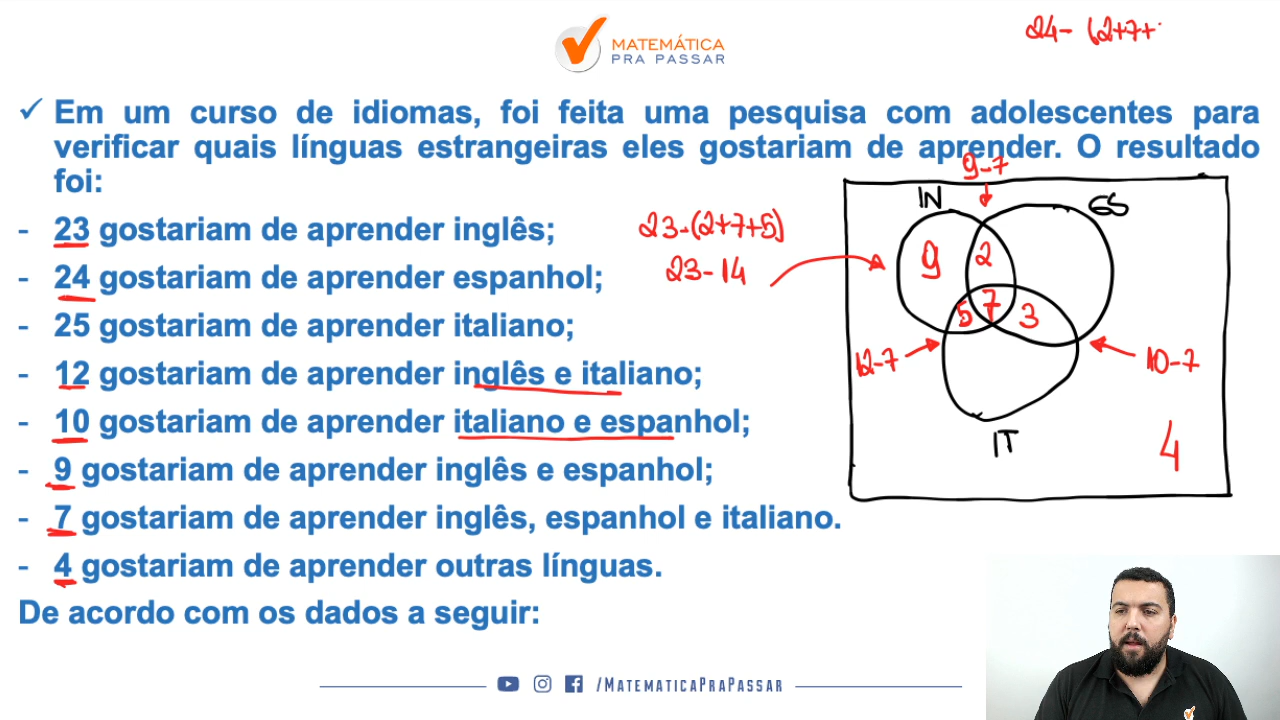 24- (2+7+
MATEMÁTICA
PRA PASSAR
✓ Em um curso de idiomas, foi feita uma pesquisa com adolescentes para
verificar quais línguas estrangeiras eles gostariam de aprender. O resultado
foi:
- 23 gostariam de aprender inglês;
- 24 gostariam de aprender espanhol;
- 25 gostariam de aprender italiano;
- 12 gostariam de aprender inglês e italiano;
- 10 gostariam de aprender italiano e espanhol;
- 9 gostariam de aprender inglês e espanhol;
- 7 gostariam de aprender inglês, espanhol e italiano.
- 4 gostariam de aprender outras línguas.
De acordo com os dados a seguir:
9-7
IN ES
23-(2+7+5)
23-14
9 2
5 7 3
12-7 10-7
IT
4
/MATEMATICAPRAPASSAR